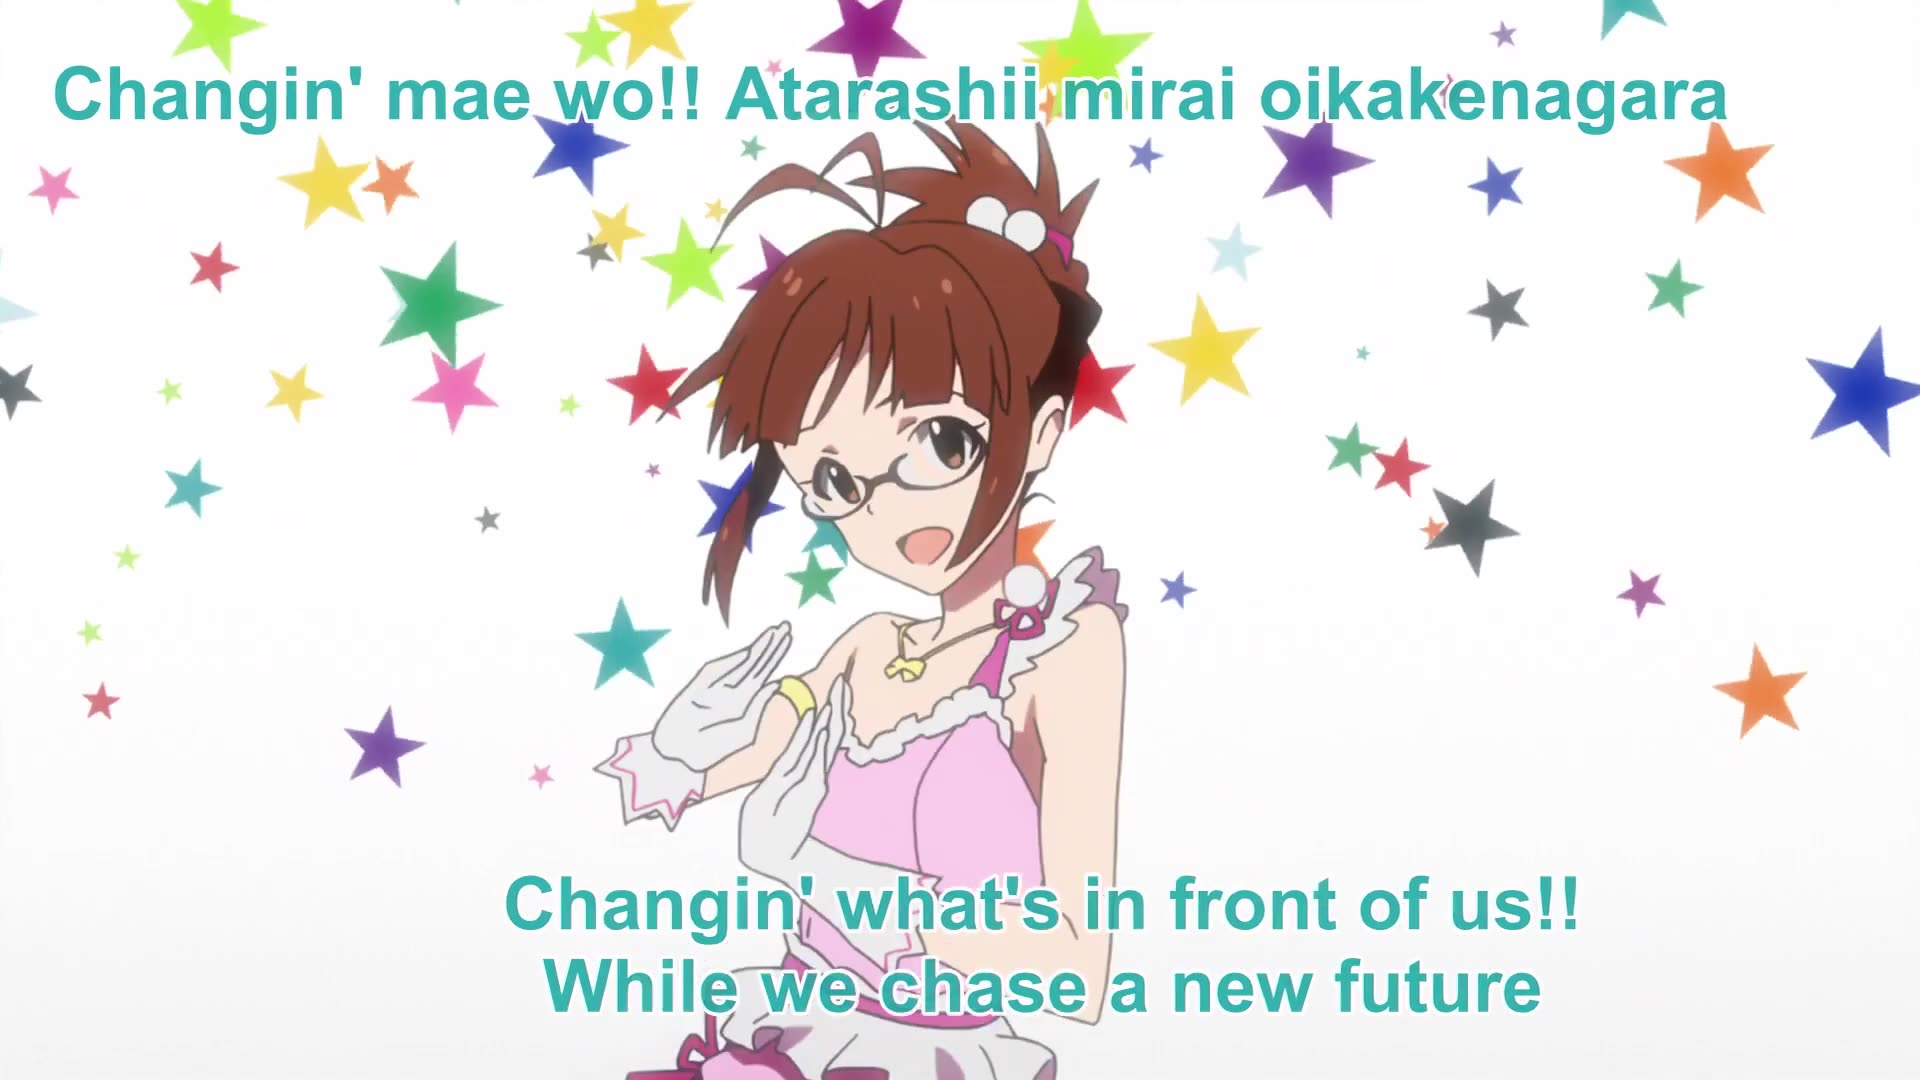 Changin' mae wo!! Atarashii mirai oikakenagara
Changin' what's in front of us!!
While we chase a new future